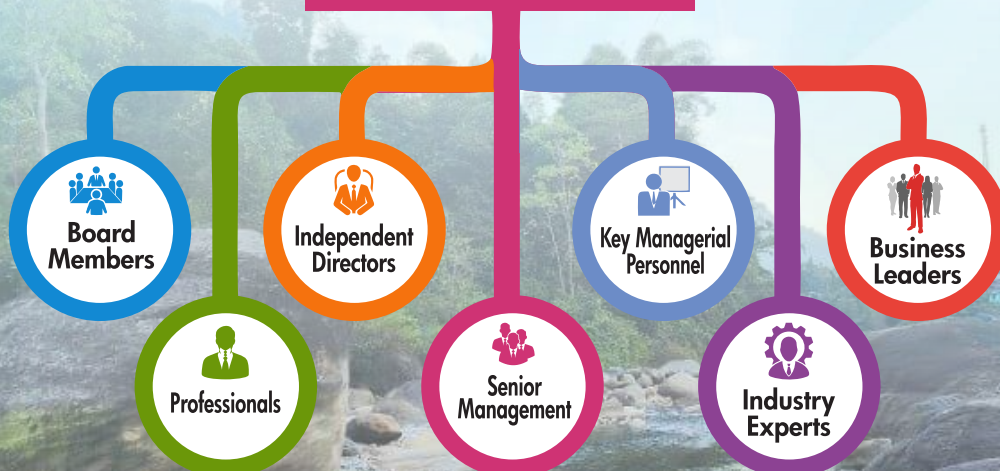 Board
Members
Professionals
Independent
Directors
Senior
Management
Key Managerial
Personnel
Industry
Experts
Business
Leaders